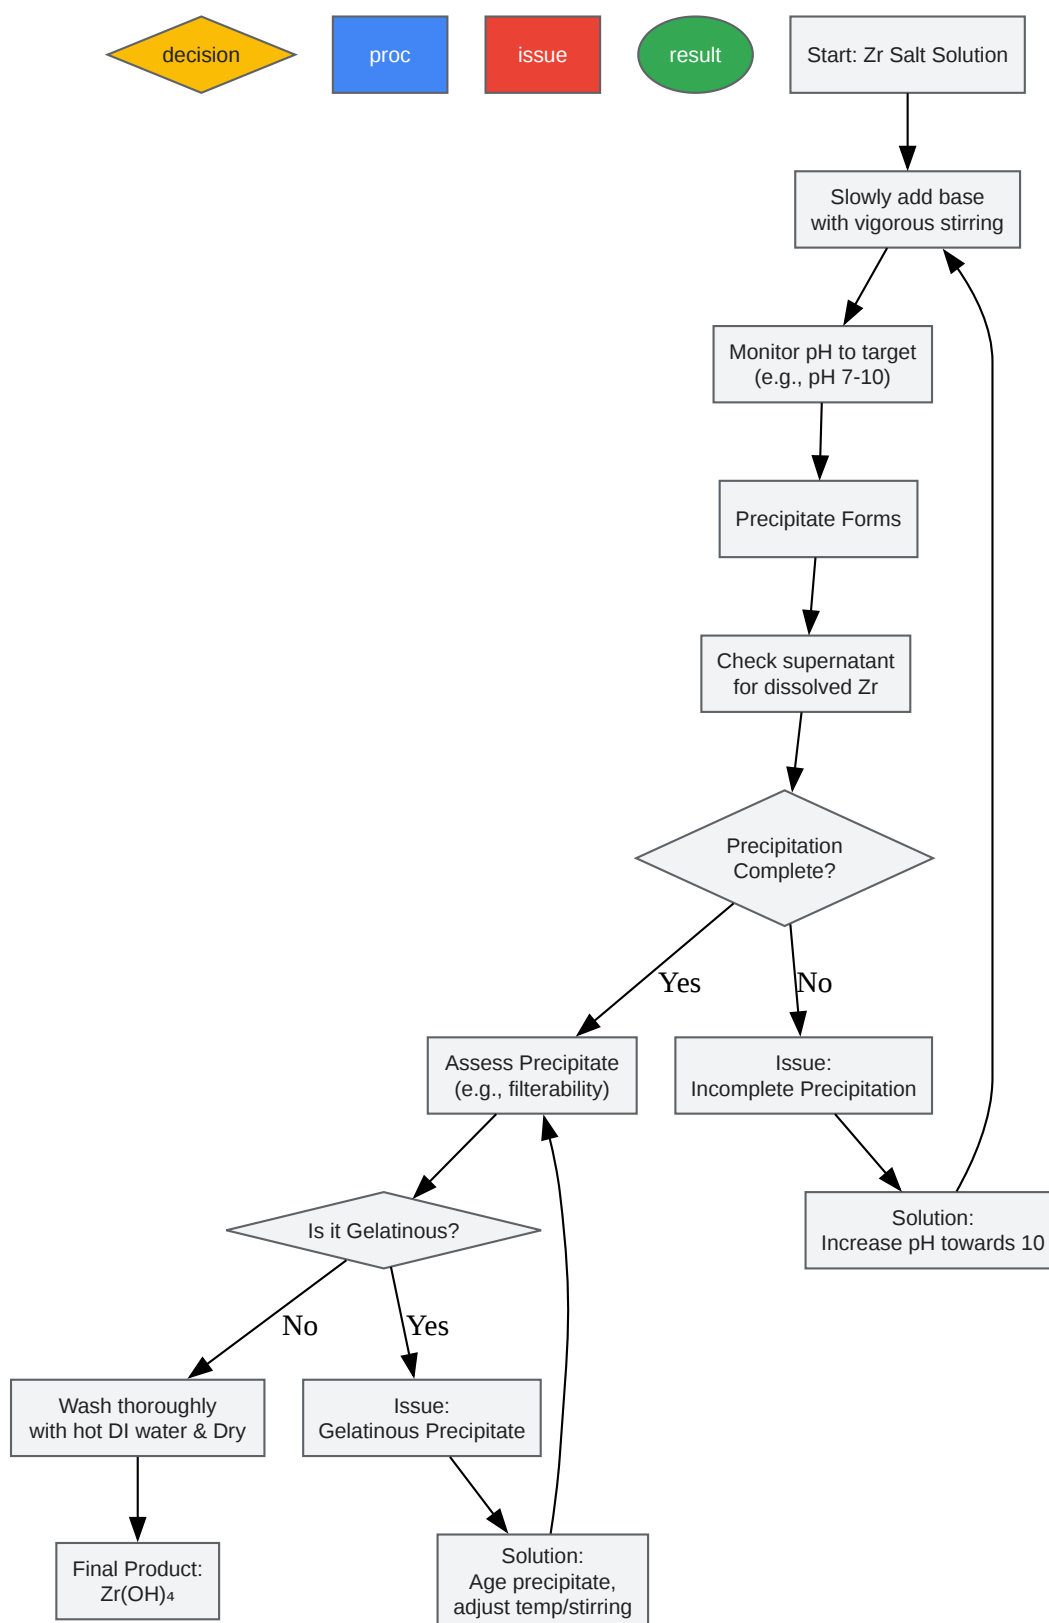 decision
proc
issue
result
Start: Zr Salt Solution
Slowly add base
with vigorous stirring
Monitor pH to target
(e.g., pH 7-10)
Precipitate Forms
Check supernatant
for dissolved Zr
Precipitation
Complete?
Yes
No
Assess Precipitate
(e.g., filterability)
Issue:
Incomplete Precipitation
Solution:
Increase pH towards 10
Is it Gelatinous?
No
Yes
Wash thoroughly
with hot DI water & Dry
Issue:
Gelatinous Precipitate
Final Product:
Zr(OH)₄
Solution:
Age precipitate,
adjust temp/stirring